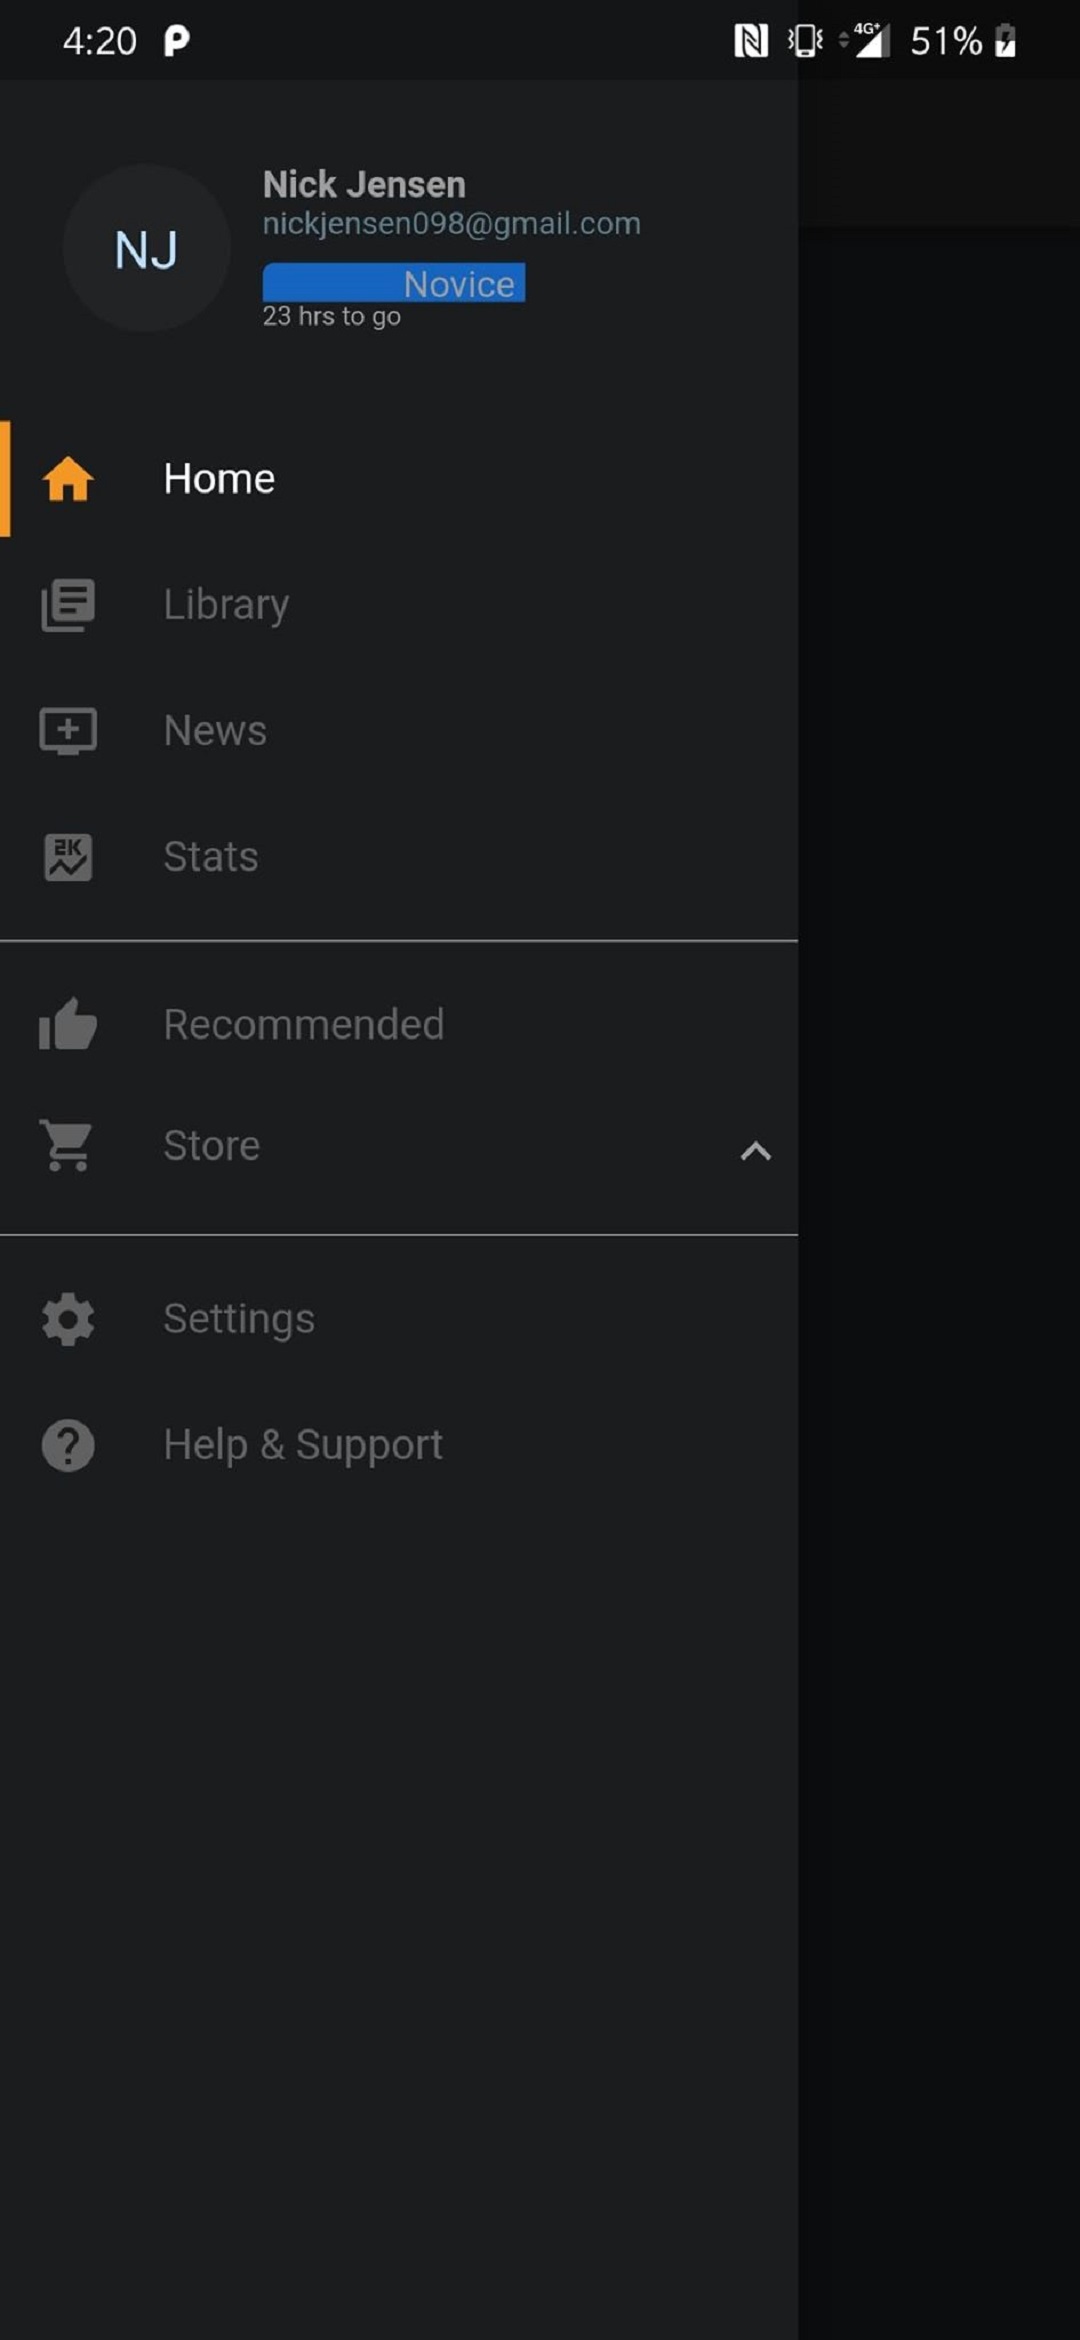 4:20 4G+ 51%
NJ
Nick Jensen
nickjensen098@gmail.com
Novice
23 hrs to go
Home
Library
News
2K
Stats
Recommended
Store
Settings
Help & Support